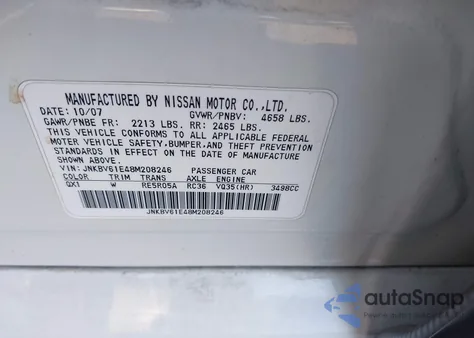 MANUFACTURED BY NISSAN MOTOR CO.,LTD.
DATE: 10/07 GVWR/PNBV: 4658 LBS.
GAWR/PNBE FR: 2213 LBS. RR: 2465 LBS.
THIS VEHICLE CONFORMS TO ALL APPLICABLE FEDERAL
MOTOR VEHICLE SAFETY,BUMPER,AND THEFT PREVENTION
STANDARDS IN EFFECT ON THE DATE OF MANUFACTURE
SHOWN ABOVE.
VIN: JNKBV61E48M208246 PASSENGER CAR
COLOR TRIM TRANS AXLE ENGINE
QX1 W RE5R05A RC36 VQ35(HR) 3498CC
JNKBV61E48M208246
autoSnap